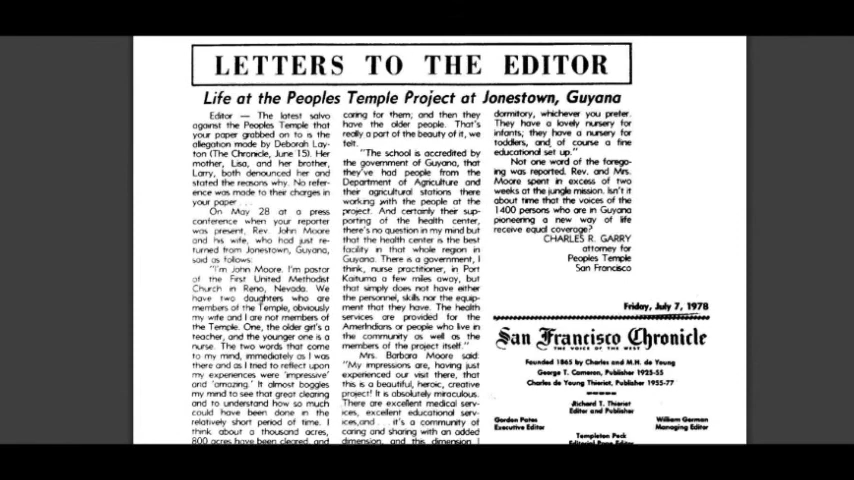 LETTERS TO THE EDITOR
Life at the Peoples Temple Project at Jonestown, Guyana
Editor — The latest salvo
against the Peoples Temple that
your paper grabbed on to is the
allegation made by Deborah Lay-
ton (The Chronicle, June 15). Her
mother, Lisa, and her brother,
Larry, both denounced her and
stated the reasons why. No refer-
ence was made to their charges in
your paper . . .
On May 28 at a press
conference when your reporter
was present, Rev. John Moore
and his wife, who had just re-
turned from Jonestown, Guyana,
said as follows:
"I'm John Moore. I'm pastor
of the First United Methodist
Church in Reno, Nevada. We
have two daughters who are
members of the Temple, obviously
my wife and I are not members of
the Temple. One, the older girl's a
teacher, and the younger one is a
nurse. The two words that come
to my mind, immediately as I was
there and as I tried to reflect upon
my experiences were 'impressive'
and 'amazing.' It almost boggles
my mind to see that great clearing
and to understand how so much
could have been done in the
relatively short period of time. I
think about a thousand acres,
800 acres have been cleared, and
caring for them; and then they
have the older people. That's
really a part of the beauty of it, we
felt.
"The school is accredited by
the government of Guyana, that
they've had people from the
Department of Agriculture and
their agricultural stations there
working with the people at the
project. And certainly their sup-
porting of the health center,
there's no question in my mind but
that the health center is the best
facility in that whole region in
Guyana. There is a government, I
think, nurse practitioner, in Port
Kaituma a few miles away, but
that simply does not have either
the personnel, skills nor the equip-
ment that they have. The health
services are provided for the
AmerIndians or people who live in
the community as well as the
members of the project itself."
Mrs. Barbara Moore said:
"My impressions are, having just
experienced our visit there, that
this is a beautiful, heroic, creative
project! It is absolutely miraculous.
There are excellent medical serv-
ices, excellent educational serv-
ices,and . . . it's a community of
caring and sharing with an added
dimension, and this dimension I
dormitory, whichever you prefer.
They have a lovely nursery for
infants; they have a nursery for
toddlers, and of course a fine
educational set up."
Not one word of the forego-
ing was reported. Rev. and Mrs.
Moore spent in excess of two
weeks at the jungle mission. Isn't it
about time that the voices of the
1400 persons who are in Guyana
pioneering a new way of life
receive equal coverage?
CHARLES R. GARRY
attorney for
Peoples Temple
San Francisco
Friday, July 7, 1978
San Francisco Chronicle
THE VOICE OF THE WEST
Founded 1865 by Charles and M.H. de Young
George T. Cameron, Publisher 1925-55
Charles de Young Thieriot, Publisher 1955-77
Richard T. Thieriot
Editor and Publisher
Gordon Pates
Executive Editor
William German
Managing Editor
Templeton Peck
Editorial Page Editor